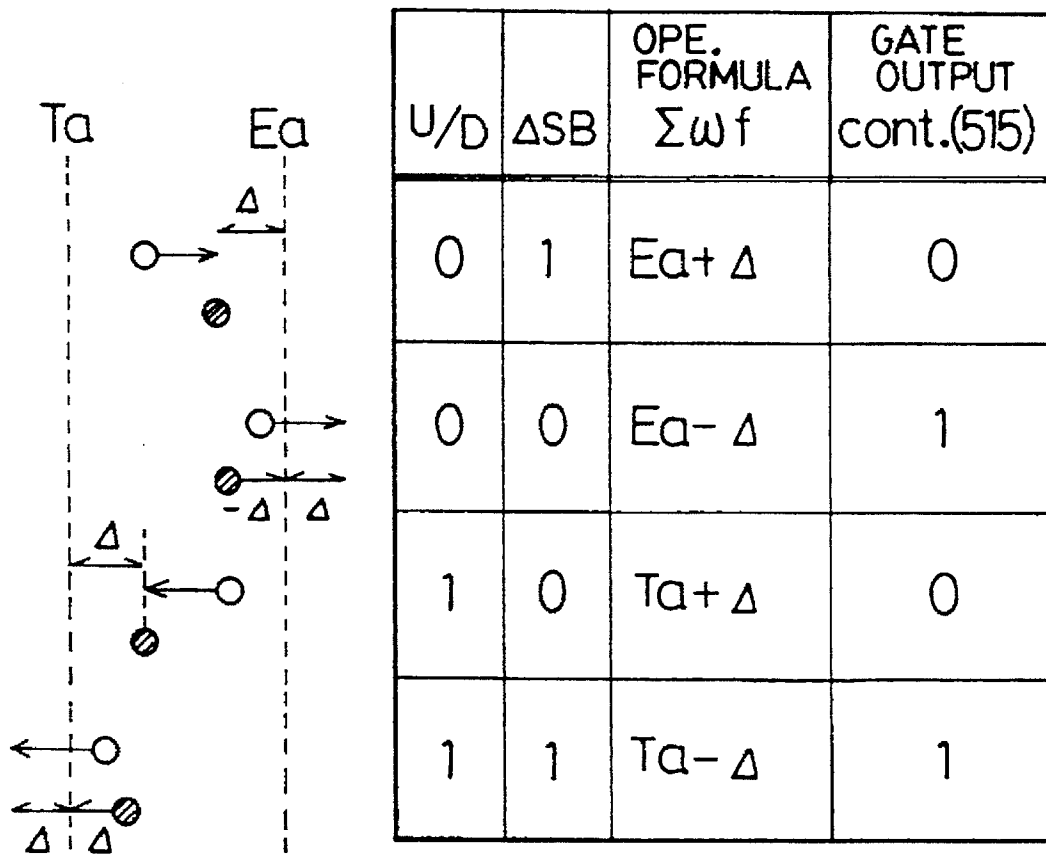 Ta Ea
Δ
-Δ Δ
Δ
Δ Δ
U/D ΔSB OPE. FORMULA Σωf GATE OUTPUT cont.(515)
0 1 Ea+Δ 0
0 0 Ea-Δ 1
1 0 Ta+Δ 0
1 1 Ta-Δ 1